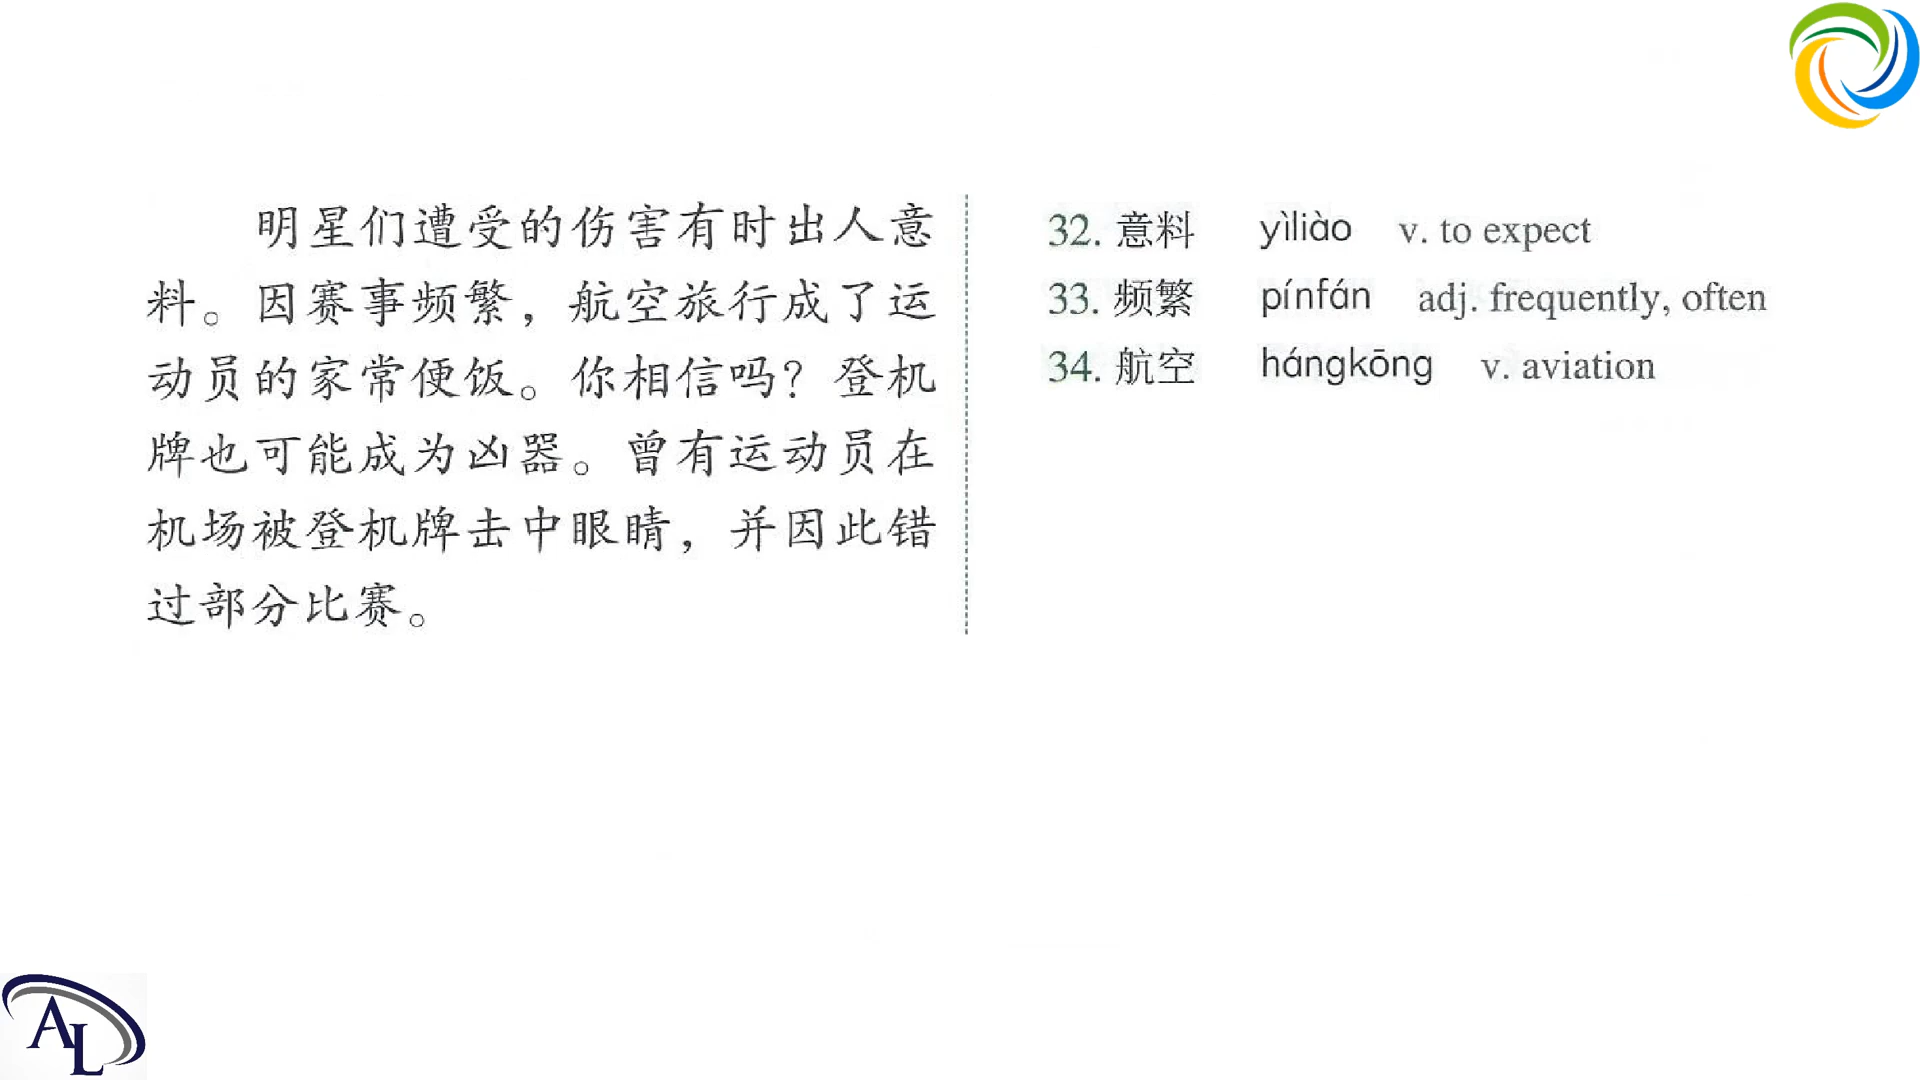 明星们遭受的伤害有时出人意
料。因赛事频繁，航空旅行成了运
动员的家常便饭。你相信吗？登机
牌也可能成为凶器。曾有运动员在
机场被登机牌击中眼睛，并因此错
过部分比赛。
32. 意料 yìliào v. to expect
33. 频繁 pínfán adj. frequently, often
34. 航空 hángkōng v. aviation
AL